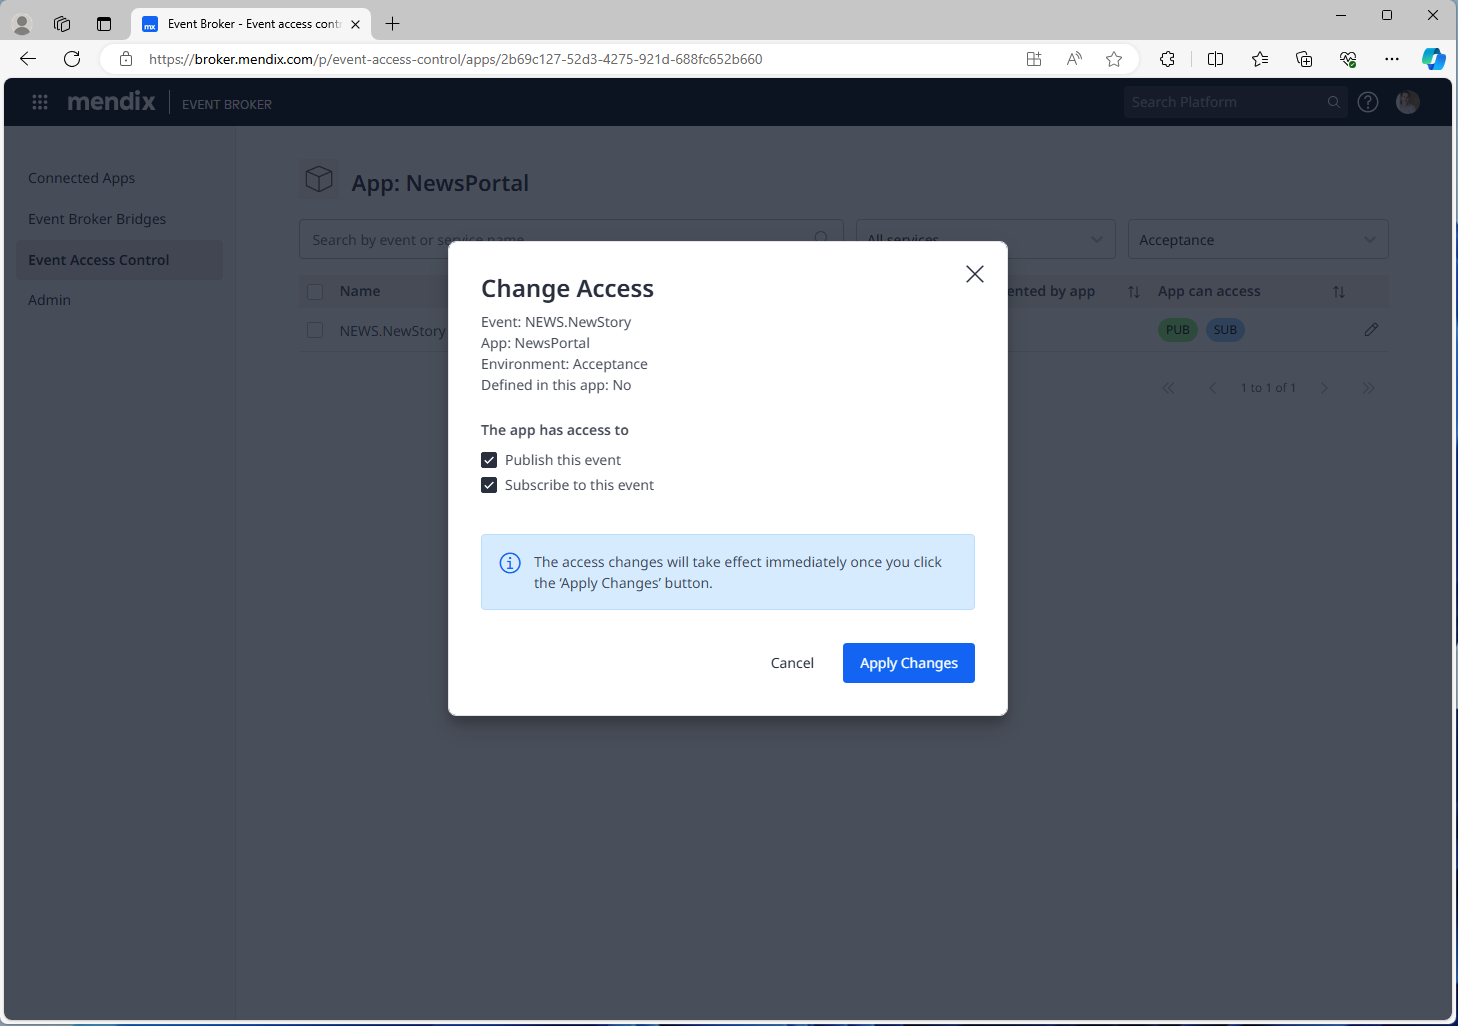 mx Event Broker - Event access cont
https://broker.mendix.com/p/event-access-control/apps/2b69c127-52d3-4275-921d-688fc652b660
mendix EVENT BROKER
Search Platform
Connected Apps
Event Broker Bridges
Event Access Control
Admin
App: NewsPortal
Search by event or service name
All services
Acceptance
Name
ented by app
App can access
NEWS.NewStory
PUB SUB
1 to 1 of 1
Change Access
Event: NEWS.NewStory
App: NewsPortal
Environment: Acceptance
Defined in this app: No
The app has access to
Publish this event
Subscribe to this event
The access changes will take effect immediately once you click
the ‘Apply Changes’ button.
Cancel
Apply Changes